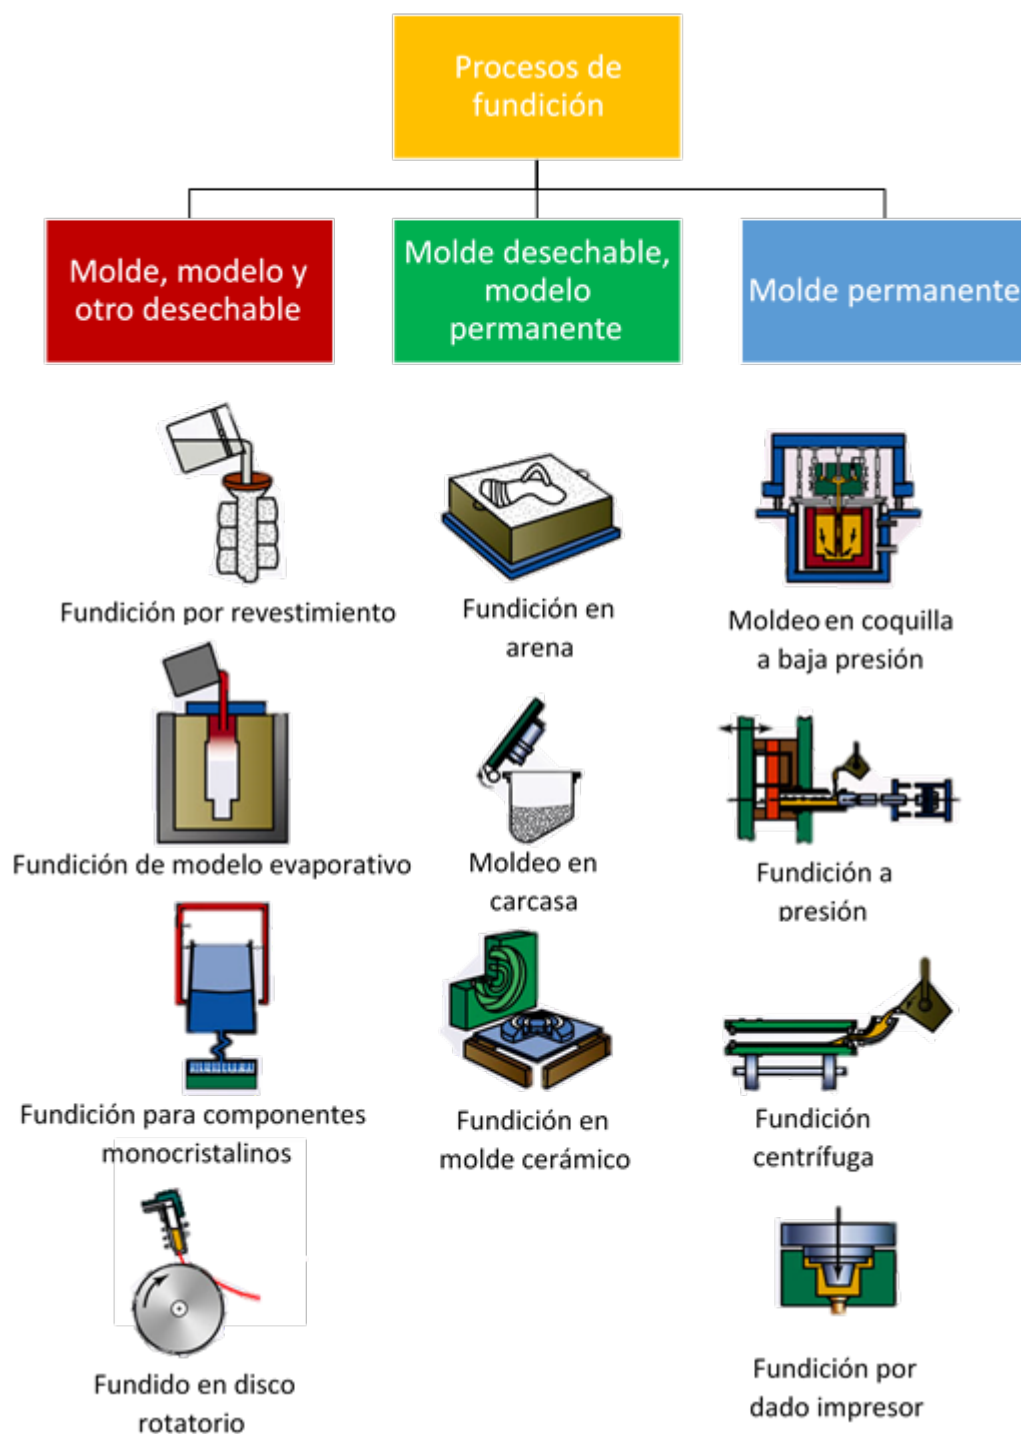 Procesos de
fundición
Molde, modelo y
otro desechable
Molde desechable,
modelo
permanente
Molde permanente
Fundición por revestimiento
Fundición en
arena
Moldeo en coquilla
a baja presión
Fundición de modelo evaporativo
Moldeo en
carcasa
Fundición a
presión
Fundición para componentes
monocristalinos
Fundición en
molde cerámico
Fundición
centrífuga
Fundido en disco
rotatorio
Fundición por
dado impresor